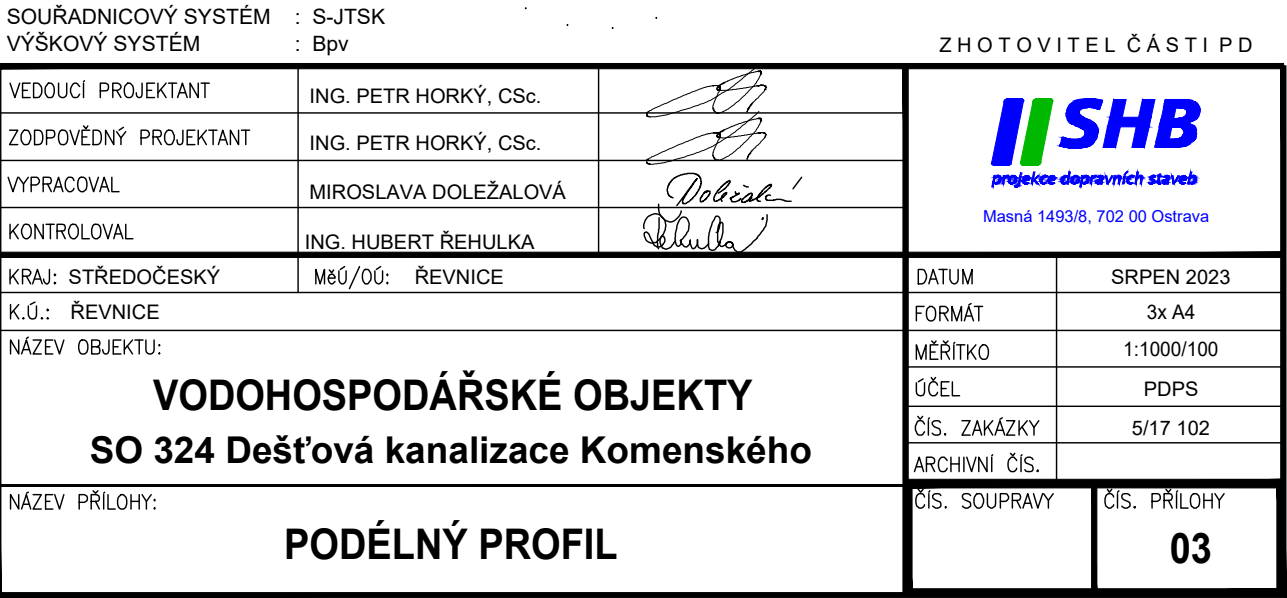 SOUŘADNICOVÝ SYSTÉM : S-JTSK
VÝŠKOVÝ SYSTÉM : Bpv
ZHOTOVITEL ČÁSTI PD
VEDOUCÍ PROJEKTANT ING. PETR HORKÝ, CSc.
ZODPOVĚDNÝ PROJEKTANT ING. PETR HORKÝ, CSc.
VYPRACOVAL MIROSLAVA DOLEŽALOVÁ
KONTROLOVAL ING. HUBERT ŘEHULKA
SHB
projekce dopravních staveb
Masná 1493/8, 702 00 Ostrava
KRAJ: STŘEDOČESKÝ MěÚ/OÚ: ŘEVNICE
K.Ú.: ŘEVNICE
NÁZEV OBJEKTU:
VODOHOSPODÁŘSKÉ OBJEKTY
SO 324 Dešťová kanalizace Komenského
DATUM SRPEN 2023
FORMÁT 3x A4
MĚŘÍTKO 1:1000/100
ÚČEL PDPS
ČÍS. ZAKÁZKY 5/17 102
ARCHIVNÍ ČÍS.
NÁZEV PŘÍLOHY:
PODÉLNÝ PROFIL
ČÍS. SOUPRAVY
ČÍS. PŘÍLOHY
03